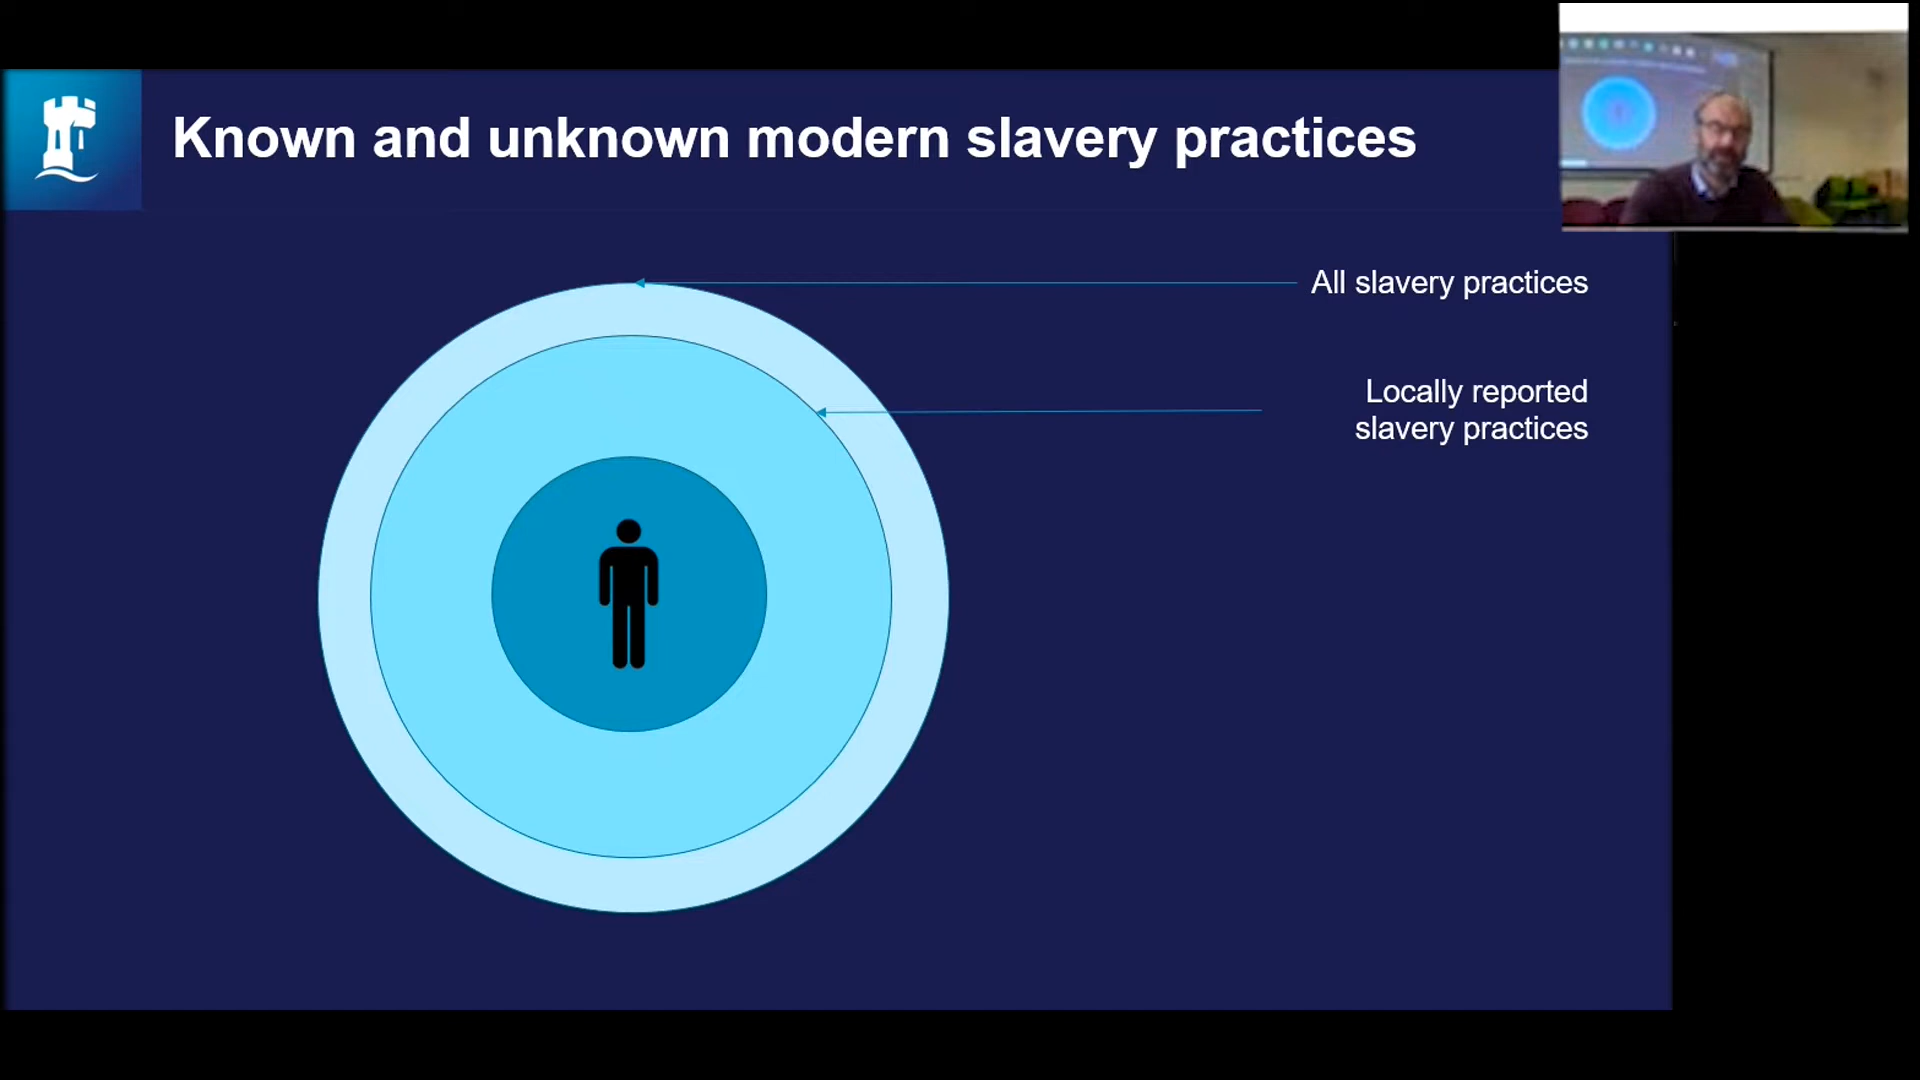 Known and unknown modern slavery practices
All slavery practices
Locally reported
slavery practices